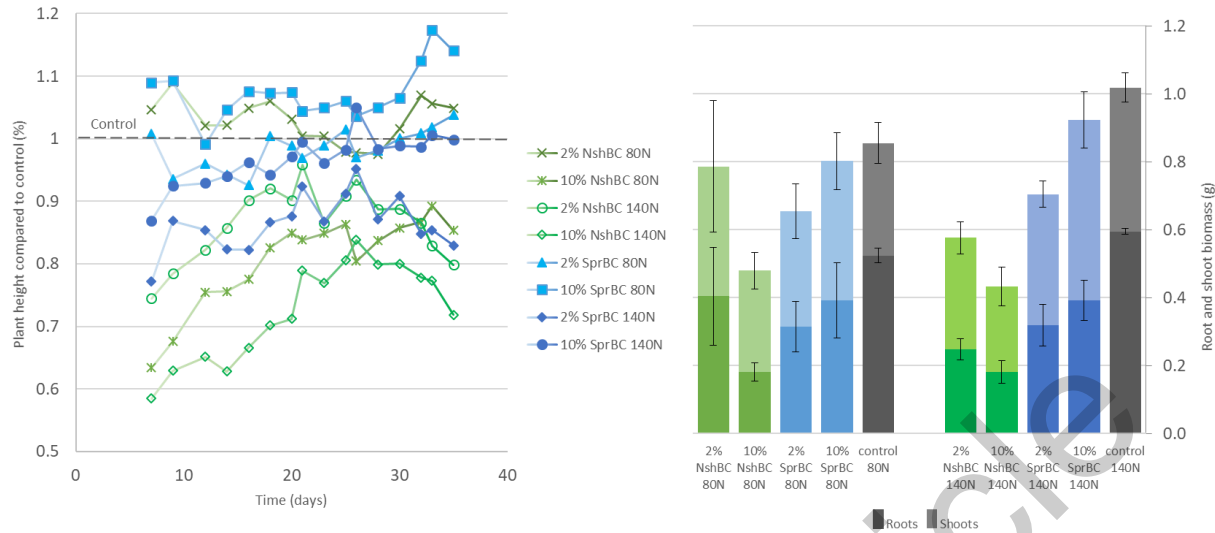 1.2
1.1
1
0.9
0.8
0.7
0.6
0.5
Plant height compared to control (%)
Control
0
10
20
30
40
Time (days)
2% NshBC 80N
10% NshBC 80N
2% NshBC 140N
10% NshBC 140N
2% SprBC 80N
10% SprBC 80N
2% SprBC 140N
10% SprBC 140N
1.2
1.0
0.8
0.6
0.4
0.2
0.0
Root and shoot biomass (g)
2% NshBC 80N
10% NshBC 80N
2% SprBC 80N
10% SprBC 80N
control 80N
2% NshBC 140N
10% NshBC 140N
2% SprBC 140N
10% SprBC 140N
control 140N
Roots
Shoots
cle